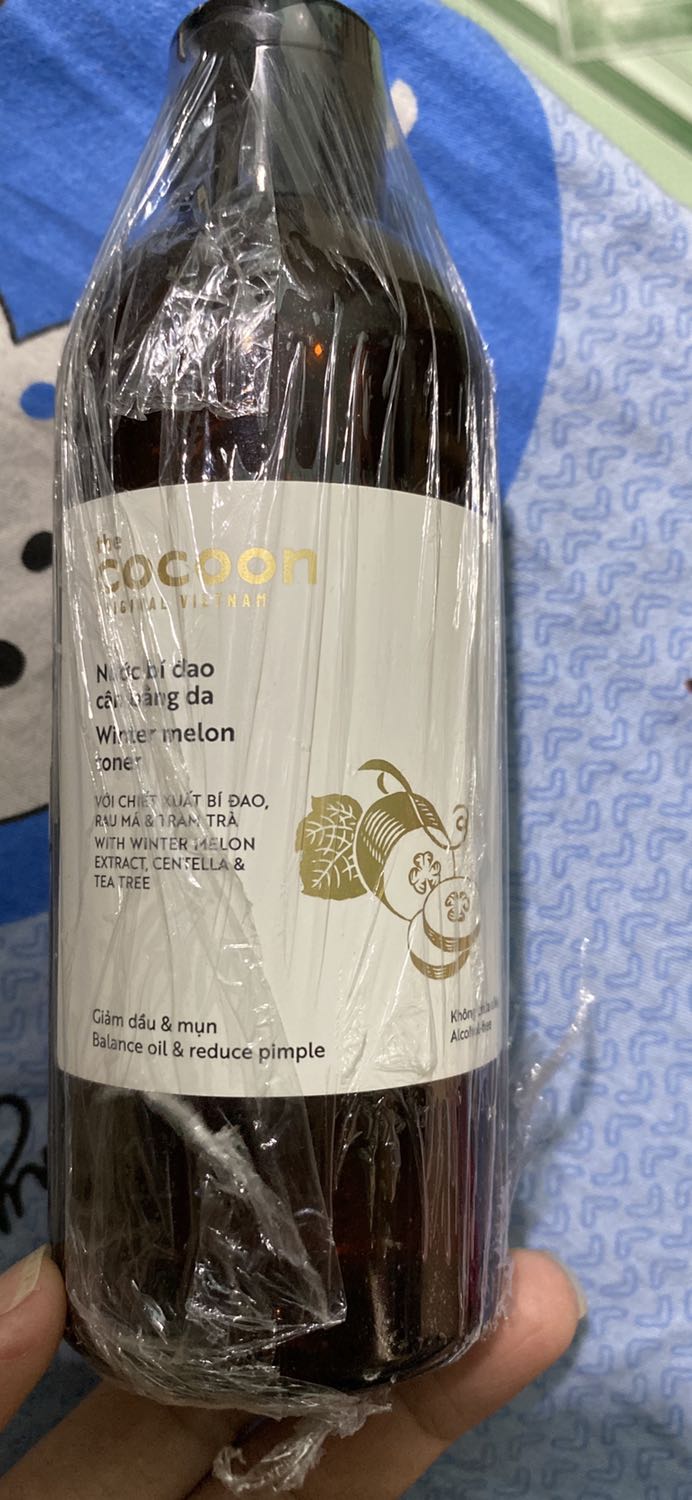 the
cocoon
ORIGINAL VIETNAM
Nước bí đao
cân bằng da
Winter melon
toner
VỚI CHIẾT XUẤT BÍ ĐAO,
RAU MÁ & TRÀM TRÀ
WITH WINTER MELON
EXTRACT, CENTELLA &
TEA TREE
Giảm dầu & mụn
Balance oil & reduce pimple
Không
Alcohol-free